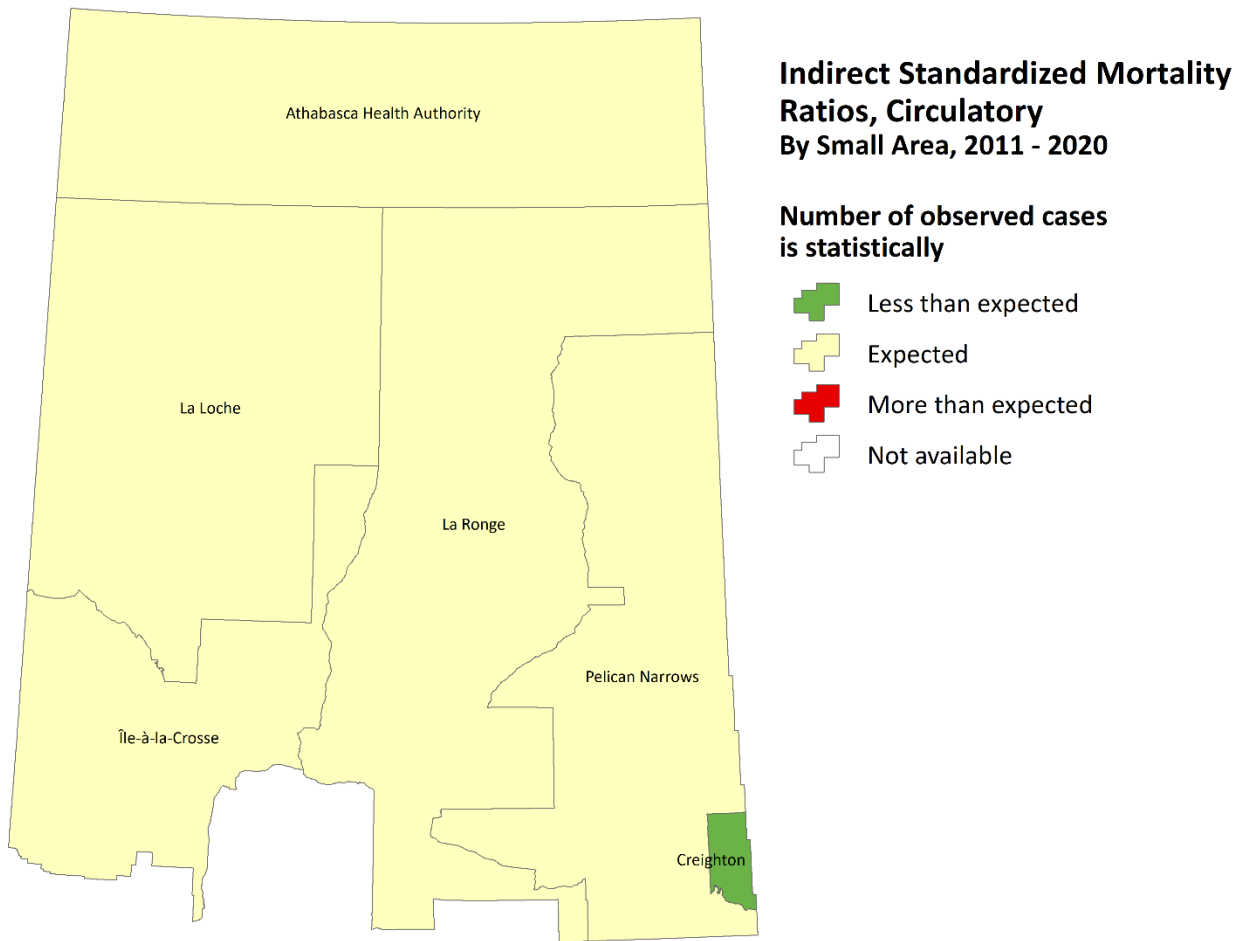 Indirect Standardized Mortality
Ratios, Circulatory
By Small Area, 2011 - 2020
Number of observed cases
is statistically
Less than expected
Expected
More than expected
Not available
Athabasca Health Authority
La Loche
La Ronge
Pelican Narrows
Île-à-la-Crosse
Creighton